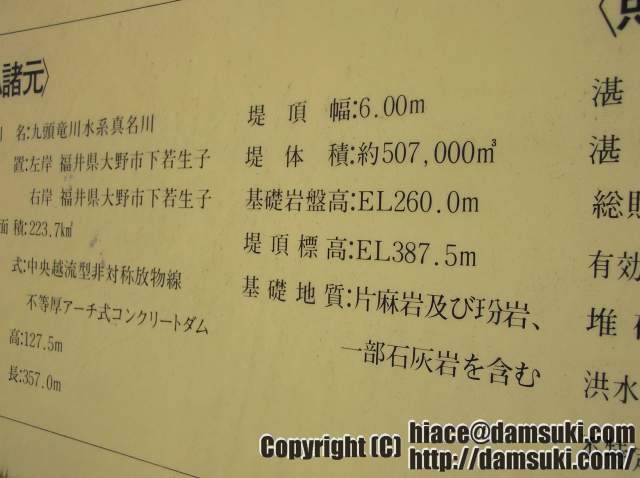 諸元〉
名:九頭竜川水系真名川
置:左岸 福井県大野市下若生子
右岸 福井県大野市下若生子
面積:223.7㎢
式:中央越流型非対称放物線
不等厚アーチ式コンクリートダム
高:127.5m
長:357.0m
堤頂幅:6.00m
堤体積:約507,000㎥
基礎岩盤高:EL260.0m
堤頂標高:EL387.5m
基礎地質:片麻岩及び玢岩、
一部石灰岩を含む
〈
湛
湛
総貯
有効
堆
洪水
Copyright (C) hiace@damsuki.com
http://damsuki.com/